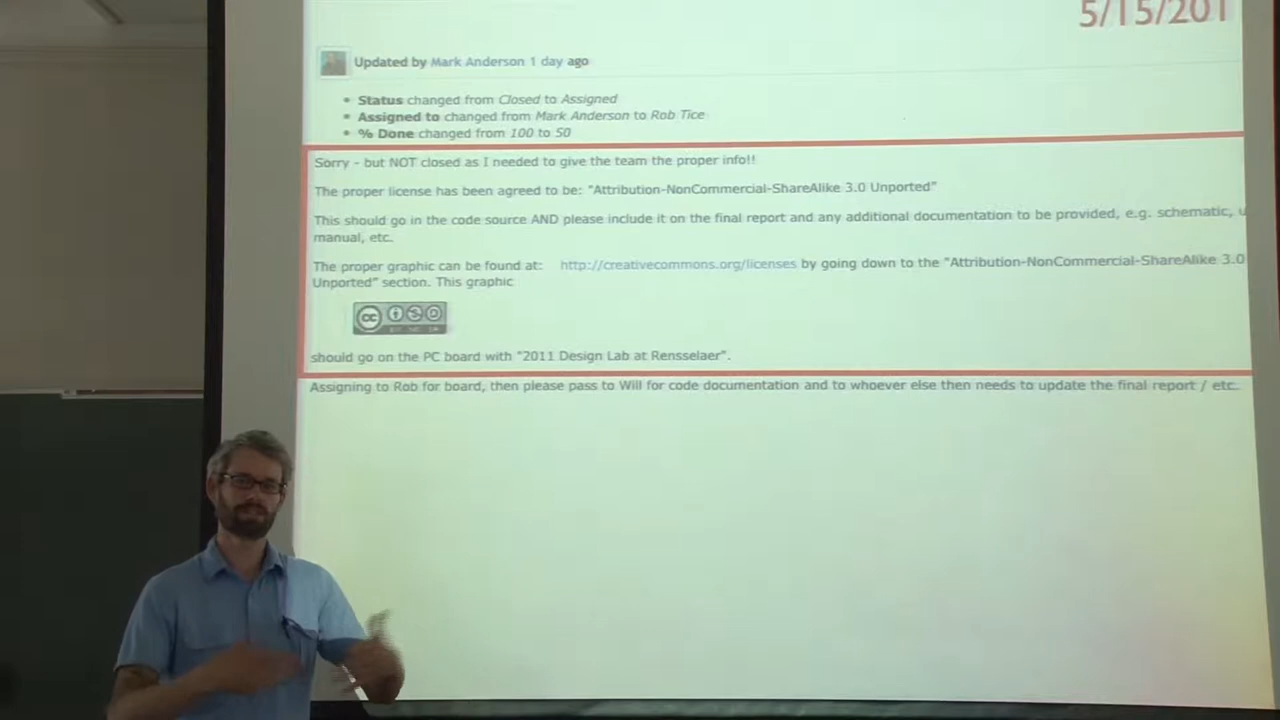 5/15/201
Updated by Mark Anderson 1 day ago
• Status changed from Closed to Assigned
• Assigned to changed from Mark Anderson to Rob Tice
• % Done changed from 100 to 50
Sorry - but NOT closed as I needed to give the team the proper info!!
The proper license has been agreed to be: "Attribution-NonCommercial-ShareAlike 3.0 Unported"
This should go in the code source AND please include it on the final report and any additional documentation to be provided, e.g. schematic, u
manual, etc.
The proper graphic can be found at: http://creativecommons.org/licenses by going down to the "Attribution-NonCommercial-ShareAlike 3.0
Unported" section. This graphic
cc
BY NC SA
should go on the PC board with "2011 Design Lab at Rensselaer".
Assigning to Rob for board, then please pass to Will for code documentation and to whoever else then needs to update the final report / etc.